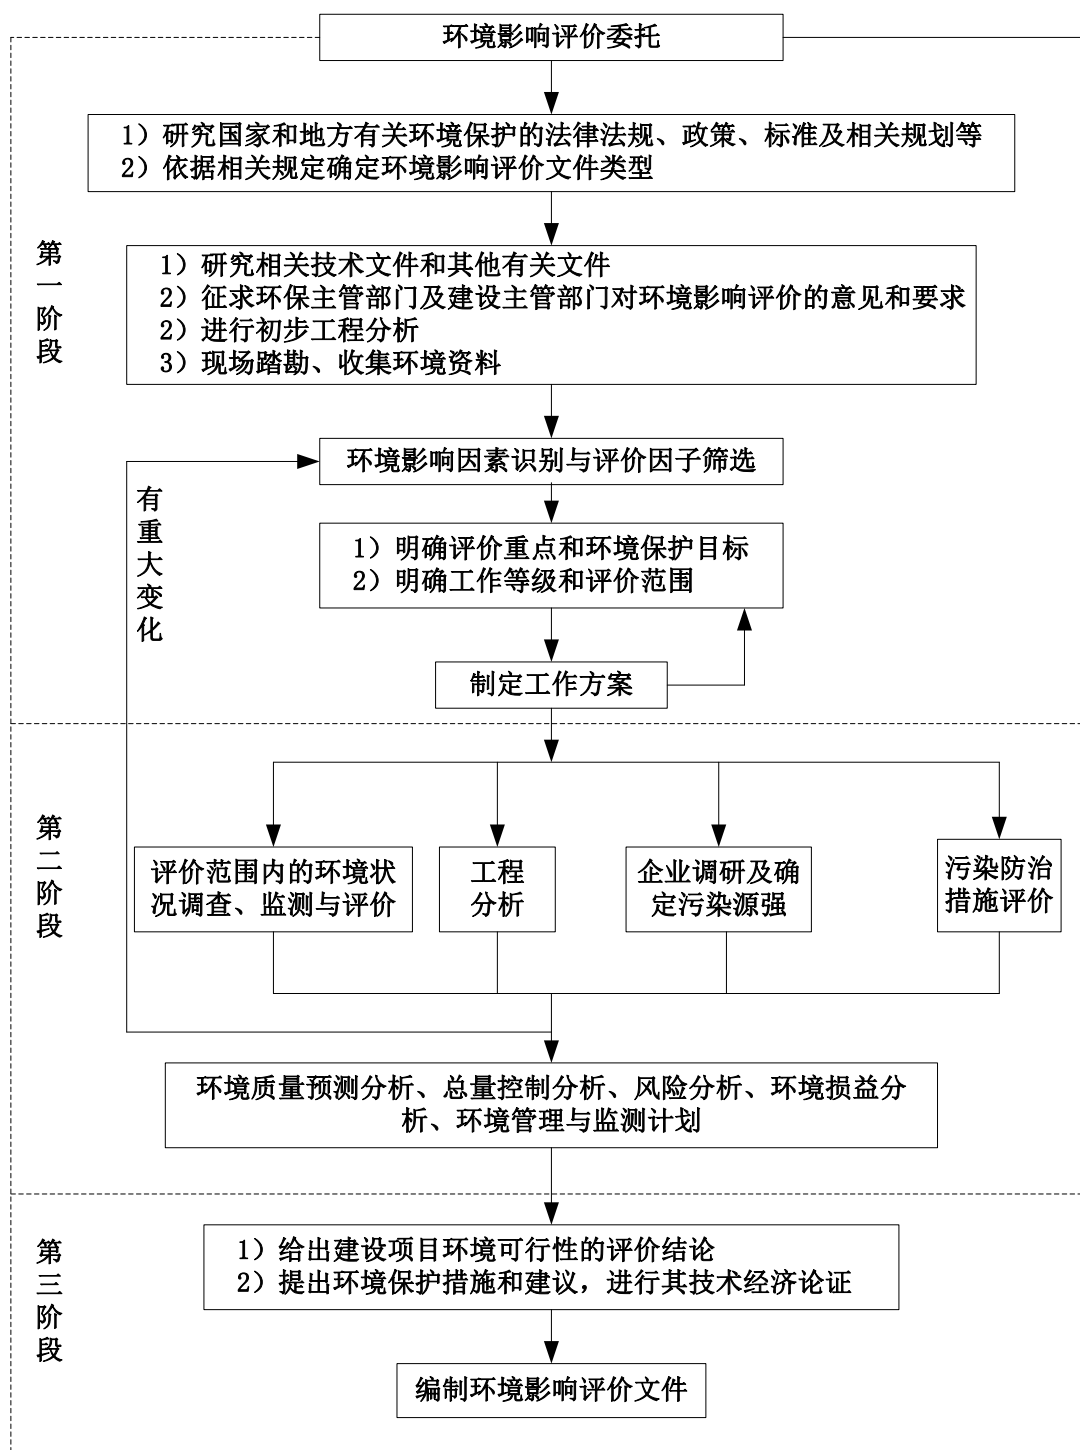 环境影响评价委托
1）研究国家和地方有关环境保护的法律法规、政策、标准及相关规划等
2）依据相关规定确定环境影响评价文件类型
第一阶段
1）研究相关技术文件和其他有关文件
2）征求环保主管部门及建设主管部门对环境影响评价的意见和要求
2）进行初步工程分析
3）现场踏勘、收集环境资料
环境影响因素识别与评价因子筛选
有重大变化
1）明确评价重点和环境保护目标
2）明确工作等级和评价范围
制定工作方案
第二阶段
评价范围内的环境状
况调查、监测与评价
工程
分析
企业调研及确
定污染源强
污染防治
措施评价
环境质量预测分析、总量控制分析、风险分析、环境损益分
析、环境管理与监测计划
第三阶段
1）给出建设项目环境可行性的评价结论
2）提出环境保护措施和建议，进行其技术经济论证
编制环境影响评价文件